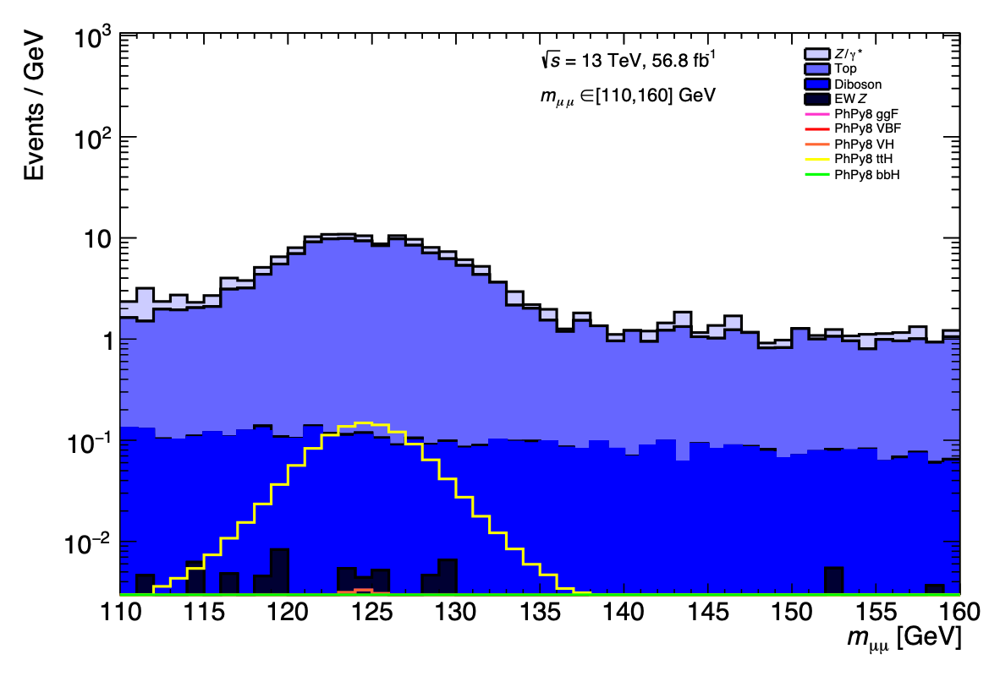 Events / GeV
10³
10²
10
1
10⁻¹
10⁻²
√s = 13 TeV, 56.8 fb⁻¹
mμμ ∈[110,160] GeV
Z/γ*
Top
Diboson
EW Z
PhPy8 ggF
PhPy8 VBF
PhPy8 VH
PhPy8 ttH
PhPy8 bbH
110 115 120 125 130 135 140 145 150 155 160
mμμ [GeV]